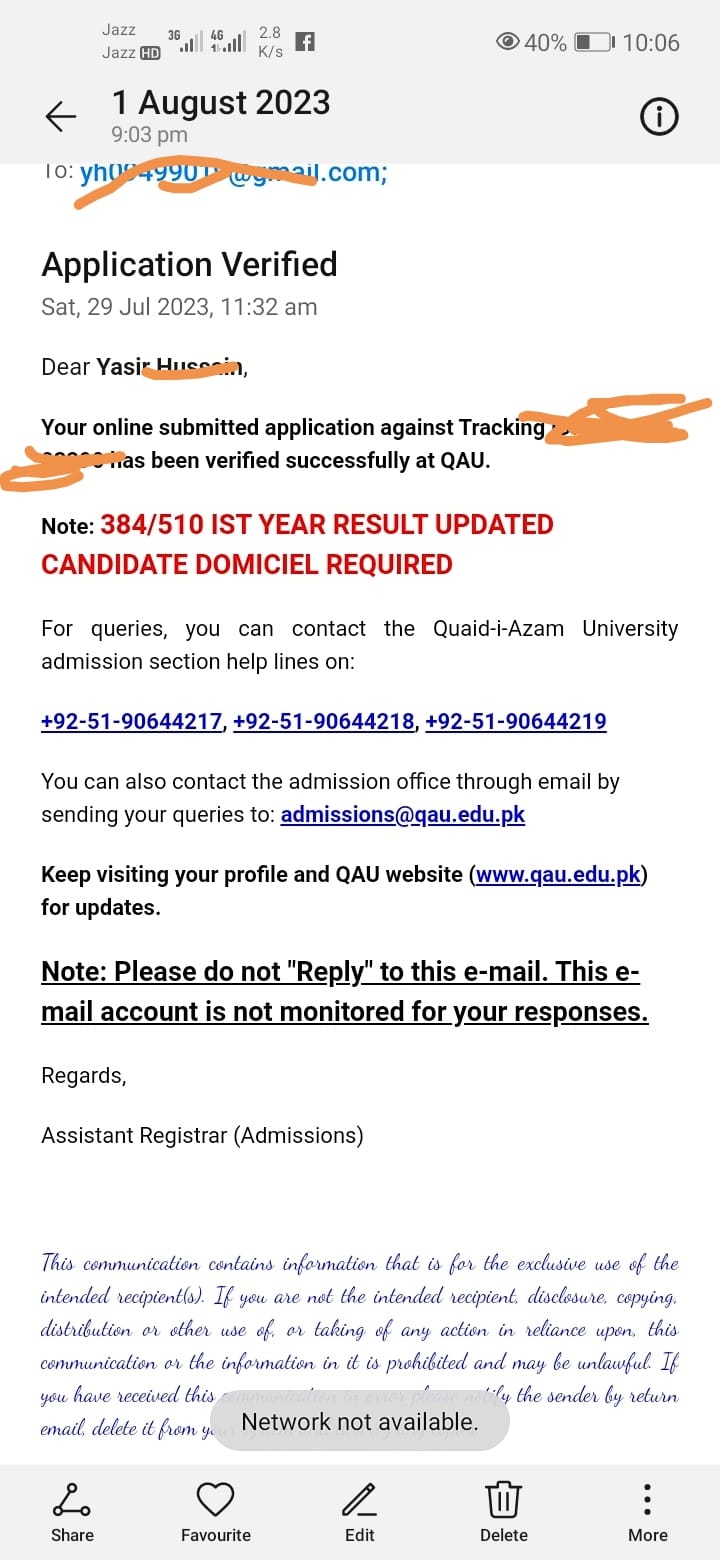 Jazz 3G 4G 2.8
Jazz HD K/s 40% 10:06
1 August 2023
9:03 pm
To: @gmail.com;
Application Verified
Sat, 29 Jul 2023, 11:32 am
Dear Yasir
Your online submitted application against Tracking
has been verified successfully at QAU.
Note: 384/510 IST YEAR RESULT UPDATED
CANDIDATE DOMICIEL REQUIRED
For queries, you can contact the Quaid-i-Azam University
admission section help lines on:
+92-51-90644217, +92-51-90644218, +92-51-90644219
You can also contact the admission office through email by
sending your queries to: admissions@qau.edu.pk
Keep visiting your profile and QAU website (www.qau.edu.pk)
for updates.
Note: Please do not "Reply" to this e-
mail. This e-mail account is not monitored for your responses.
Regards,
Assistant Registrar (Admissions)
This communication contains information that is for the exclusive use of the
intended recipient(s). If you are not the intended recipient, disclosure, copying,
distribution or other use of, or taking of any action in reliance upon, this
communication or the information in it is prohibited and may be unlawful. If
you have received this communication in error please notify the sender by return
email, delete it from
Network not available.
Share Favourite Edit Delete More